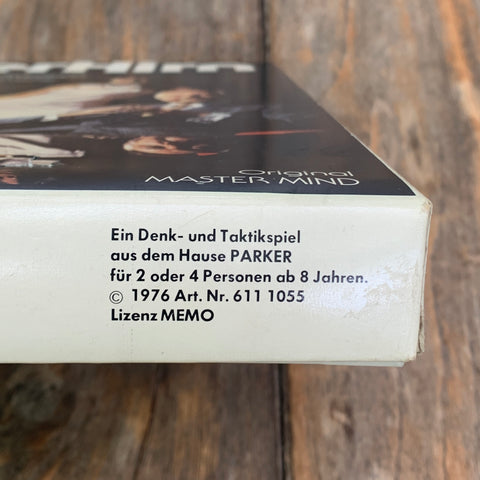 Original
MASTER MIND
Ein Denk- und Taktikspiel
aus dem Hause PARKER
für 2 oder 4 Personen ab 8 Jahren.
© 1976 Art. Nr. 611 1055
Lizenz MEMO